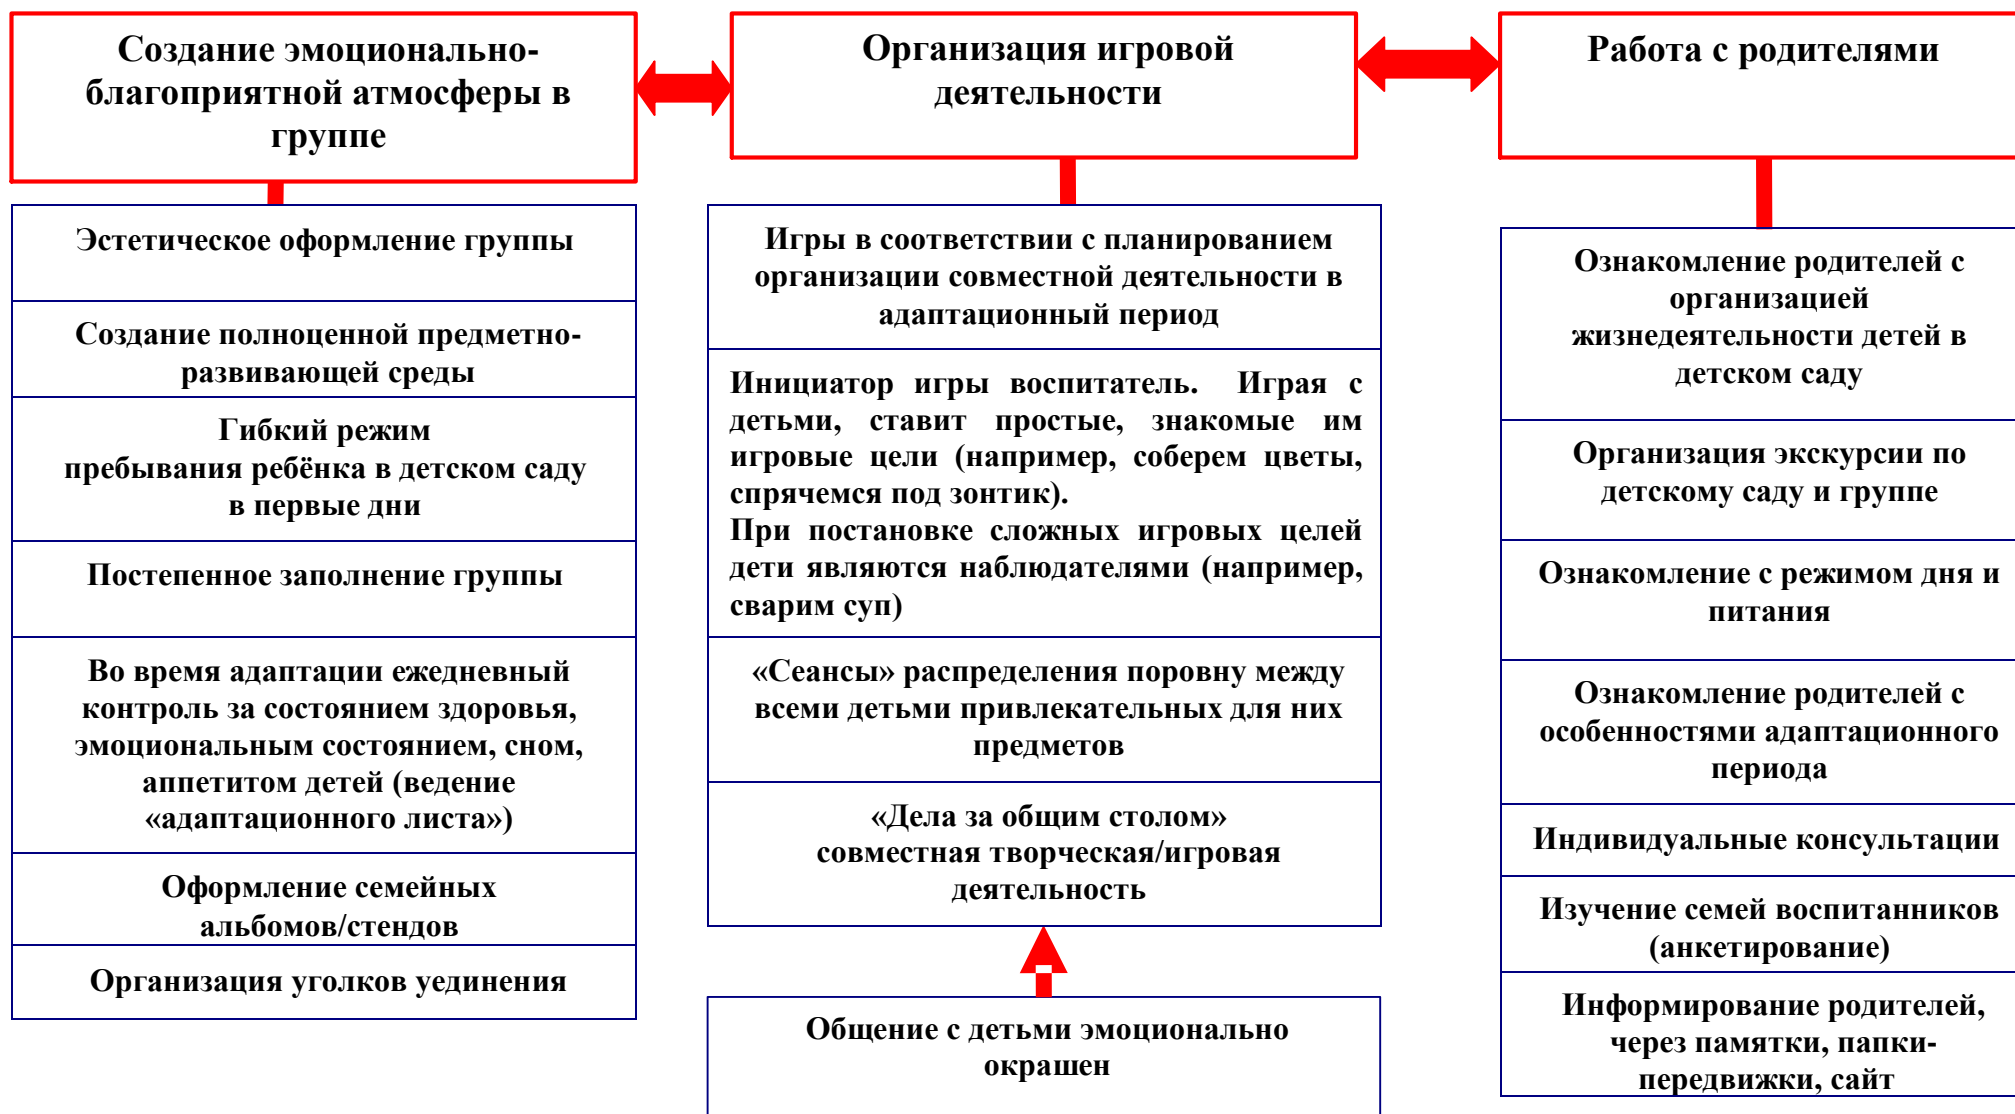 Создание эмоционально-
благоприятной атмосферы в
группе
Организация игровой
деятельности
Работа с родителями
Эстетическое оформление группы
Создание полноценной предметно-
развивающей среды
Гибкий режим
пребывания ребёнка в детском саду
в первые дни
Постепенное заполнение группы
Во время адаптации ежедневный
контроль за состоянием здоровья,
эмоциональным состоянием, сном,
аппетитом детей (ведение
«адаптационного листа»)
Оформление семейных
альбомов/стендов
Организация уголков уединения
Игры в соответствии с планированием
организации совместной деятельности в
адаптационный период
Инициатор игры воспитатель. Играя с
детьми, ставит простые, знакомые им
игровые цели (например, соберем цветы,
спрячемся под зонтик).
При постановке сложных игровых целей
дети являются наблюдателями (например,
сварим суп)
«Сеансы» распределения поровну между
всеми детьми привлекательных для них
предметов
«Дела за общим столом»
совместная творческая/игровая
деятельность
Общение с детьми эмоционально
окрашен
Ознакомление родителей с
организацией
жизнедеятельности детей в
детском саду
Организация экскурсии по
детскому саду и группе
Ознакомление с режимом дня и
питания
Ознакомление родителей с
особенностями адаптационного
периода
Индивидуальные консультации
Изучение семей воспитанников
(анкетирование)
Информирование родителей,
через памятки, папки-
передвижки, сайт